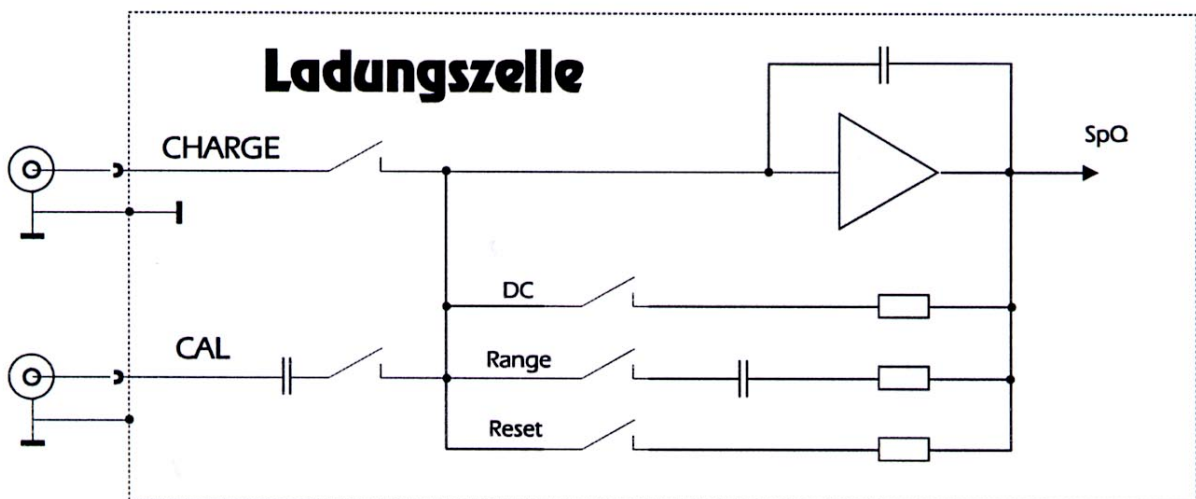 Ladungszelle
CHARGE
SpQ
DC
CAL
Range
Reset